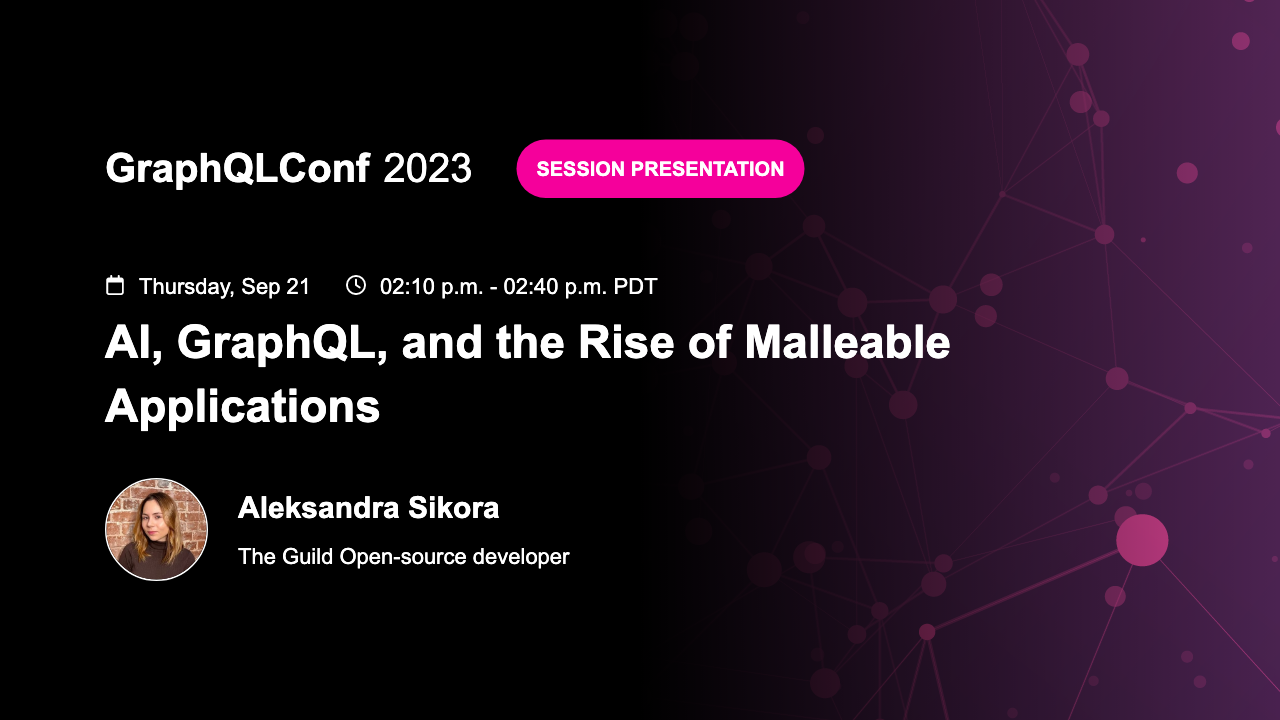 GraphQLConf 2023 SESSION PRESENTATION
Thursday, Sep 21 02:10 p.m. - 02:40 p.m. PDT
AI, GraphQL, and the Rise of Malleable
Applications
Aleksandra Sikora
The Guild Open-source developer